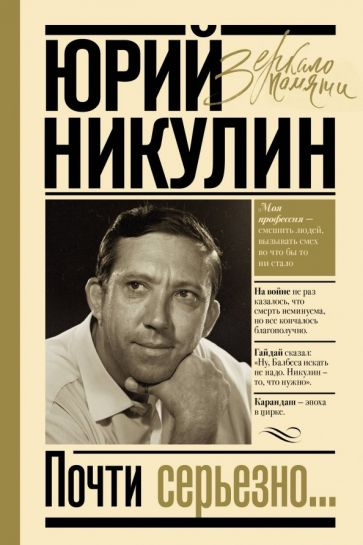 ЮРИЙ
Зеркало
памяти
НИКУЛИН
Моя
профессия —
смешить людей,
вызывать смех
во что бы то
ни стало
На войне не раз
казалось, что
смерть неминуема,
но все кончалось
благополучно.
Гайдай сказал:
«Ну, Балбеса искать
не надо. Никулин –
то, что нужно».
Карандаш – эпоха
в цирке.
Почти серьезно...